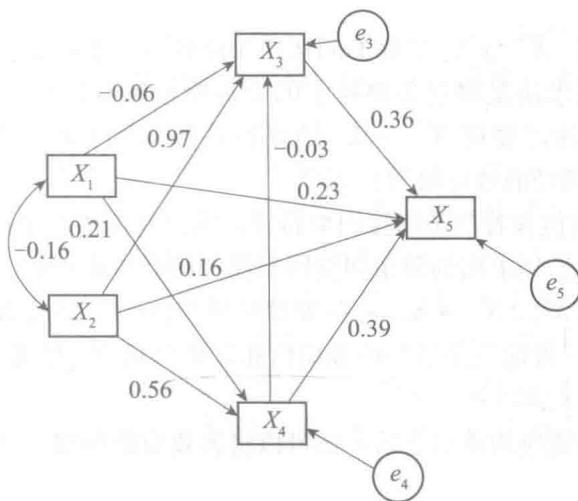 X₃
e₃
−0.06
0.97
0.36
−0.03
X₁
0.23
X₅
−0.16
0.21
0.16
X₂
e₅
0.39
0.56
X₄
e₄